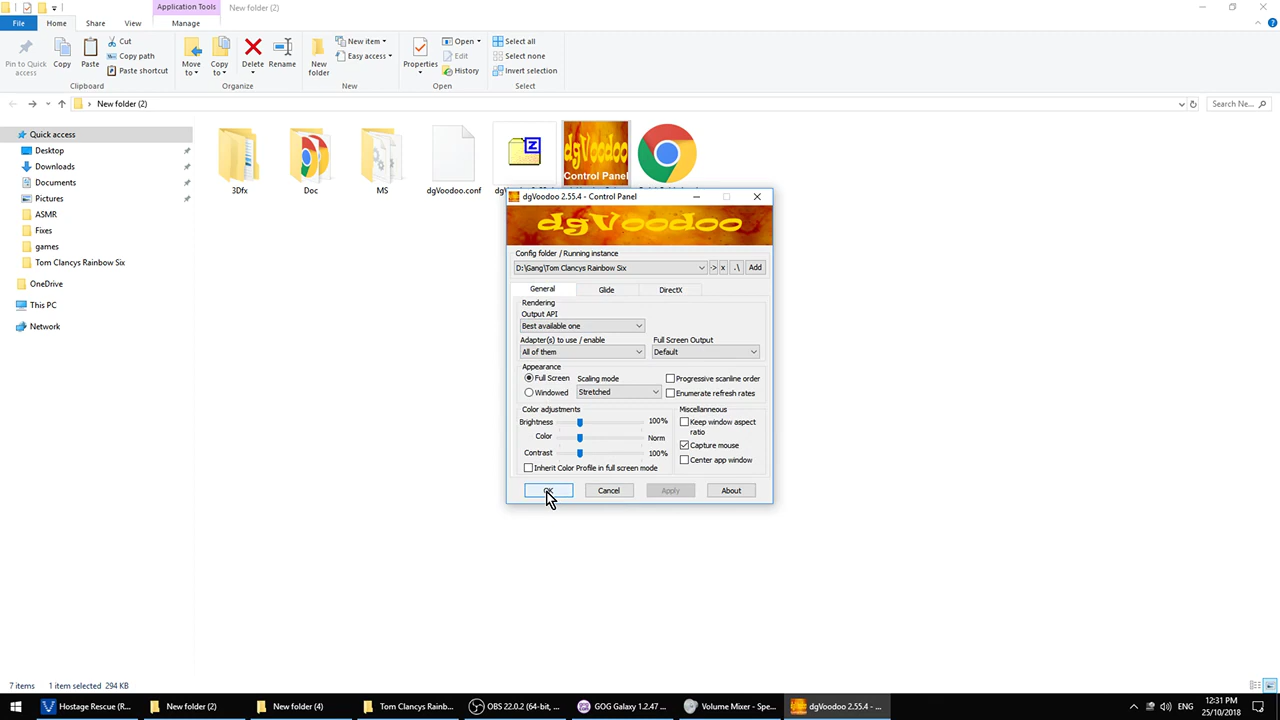 Application Tools
New folder (2)
File
Home
Share
View
Manage
Pin to Quick access
Copy
Paste
Cut
Copy path
Paste shortcut
Clipboard
Move to
Copy to
Delete
Rename
Organize
New folder
New item
Easy access
New
Properties
Open
Edit
History
Open
Select all
Select none
Invert selection
Select
New folder (2)
Search Ne...
Quick access
Desktop
Downloads
Documents
Pictures
ASMR
Fixes
games
Tom Clancys Rainbow Six
OneDrive
This PC
Network
3Dfx
Doc
MS
dgVoodoo.conf
dgVoodoo
Control Panel
dgVoodoo 2.55.4 - Control Panel
dgVoodoo
Config folder / Running instance
D:\Gang\Tom Clancys Rainbow Six
->
x
.\
Add
General
Glide
DirectX
Rendering
Output API
Best available one
Adapter(s) to use / enable
Full Screen Output
All of them
Default
Appearance
Full Screen
Scaling mode
Progressive scanline order
Windowed
Stretched
Enumerate refresh rates
Color adjustments
Miscellaneous
Brightness
100%
Keep window aspect ratio
Color
Norm
Capture mouse
Contrast
100%
Center app window
Inherit Color Profile in full screen mode
OK
Cancel
Apply
About
7 items
1 item selected 294 KB
Hostage Rescue (R...
New folder (2)
New folder (4)
Tom Clancys Rainb...
OBS 22.0.2 (64-bit, ...
GOG Galaxy 1.2.47 ...
Volume Mixer - Spe...
dgVoodoo 2.55.4 - ...
ENG
12:31 PM
25/10/2018